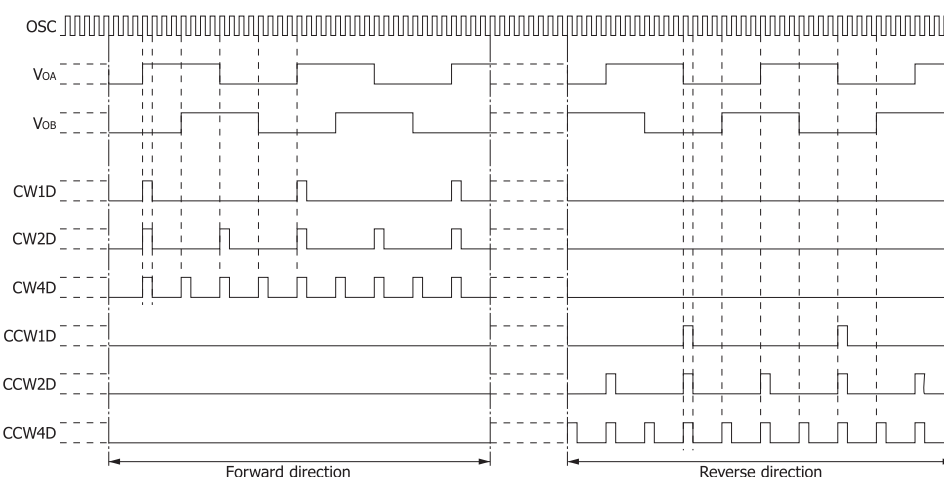 OSC
VOA
VOB
CW1D
CW2D
CW4D
CCW1D
CCW2D
CCW4D
Forward direction
Reverse direction